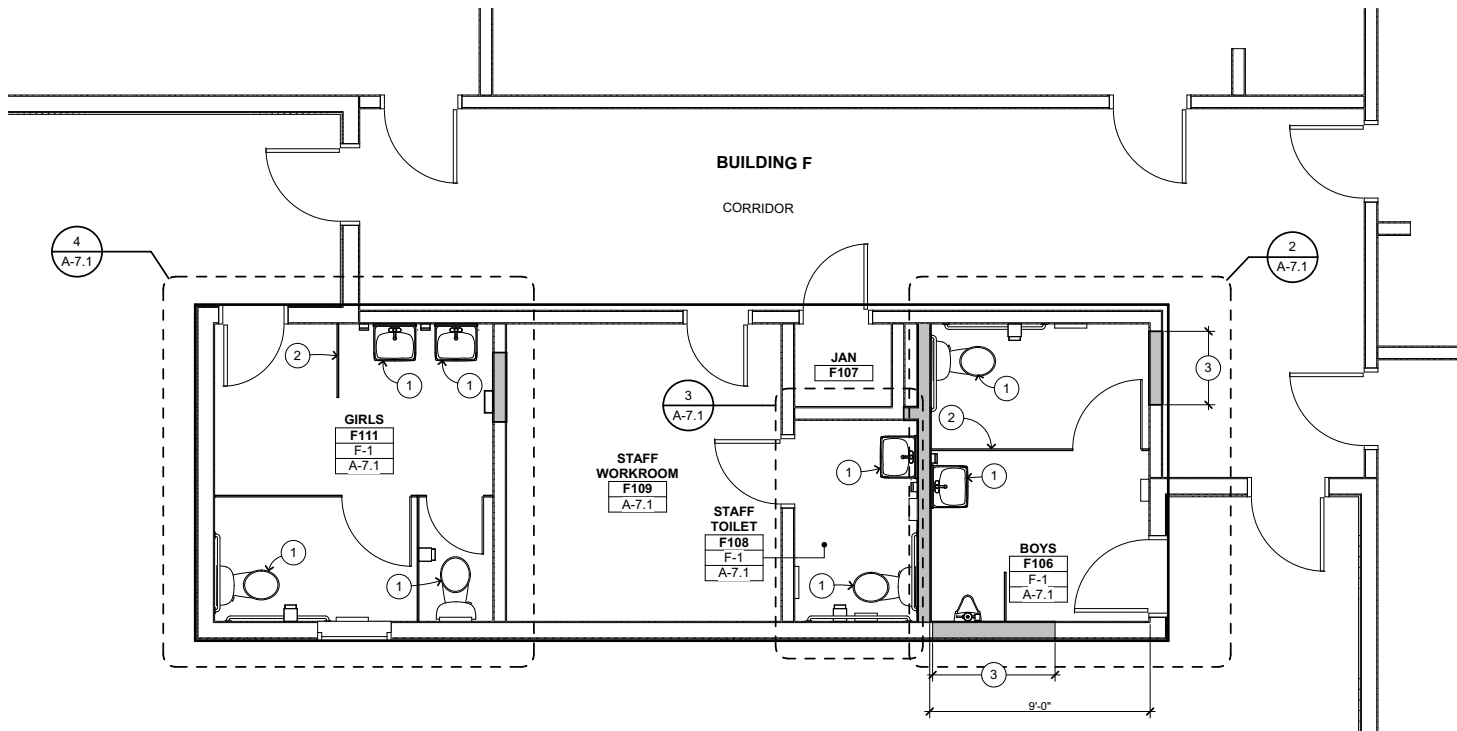 BUILDING F
CORRIDOR
4
A-7.1
2
A-7.1
2
1
1
JAN
F107
1
3
3
A-7.1
GIRLS
F111
F-1
A-7.1
2
STAFF
WORKROOM
F109
A-7.1
1
1
STAFF
TOILET
F108
F-1
A-7.1
BOYS
F106
F-1
A-7.1
1
1
1
3
9'-0"